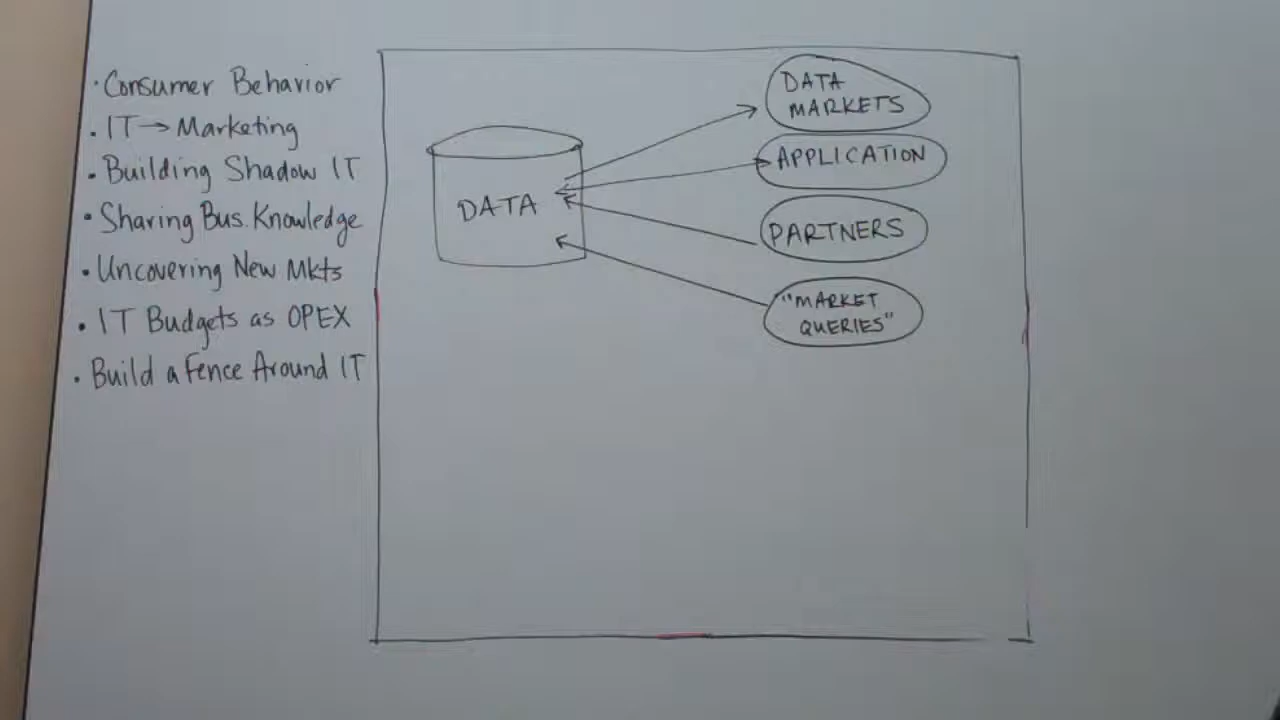 · Consumer Behavior
· IT → Marketing
· Building Shadow IT
· Sharing Bus. Knowledge
· Uncovering New Mkts
· IT Budgets as OPEX
· Build a Fence Around IT
DATA
DATA
MARKETS
APPLICATION
PARTNERS
"MARKET
QUERIES"